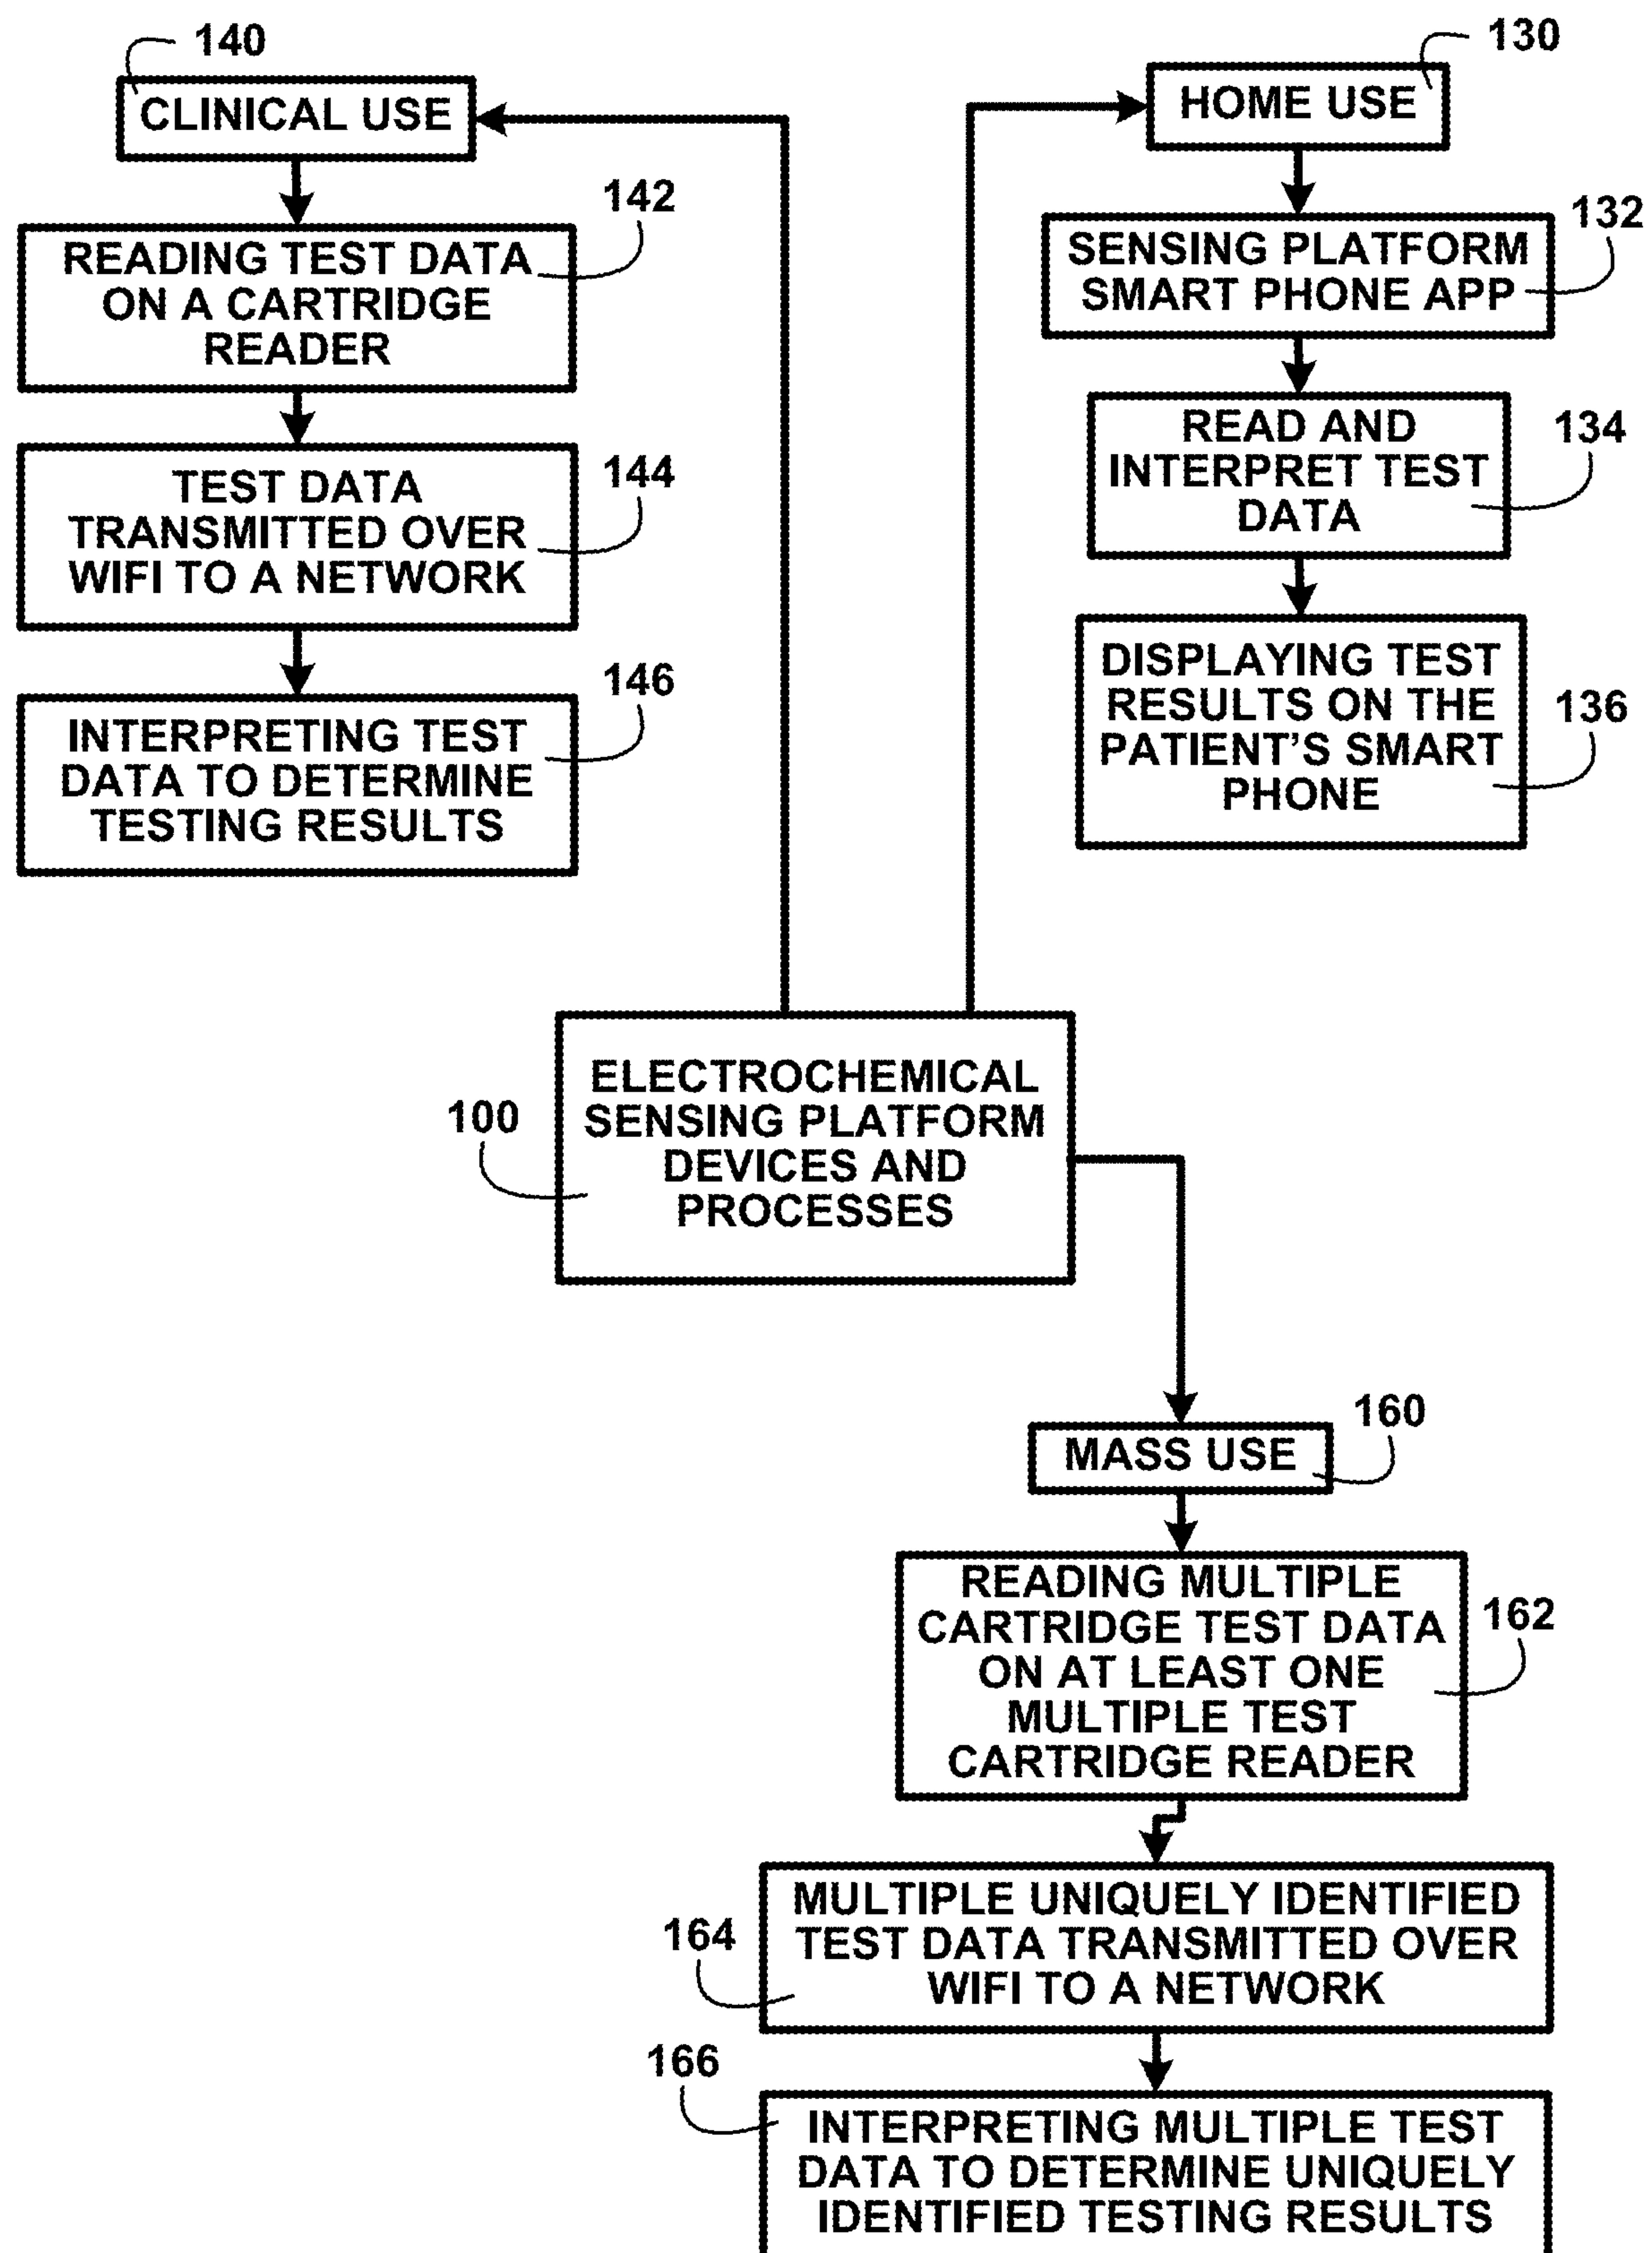 140
CLINICAL USE
142
READING TEST DATA
ON A CARTRIDGE
READER
144
TEST DATA
TRANSMITTED OVER
WIFI TO A NETWORK
146
INTERPRETING TEST
DATA TO DETERMINE
TESTING RESULTS
130
HOME USE
132
SENSING PLATFORM
SMART PHONE APP
134
READ AND
INTERPRET TEST
DATA
136
DISPLAYING TEST
RESULTS ON THE
PATIENT'S SMART
PHONE
100
ELECTROCHEMICAL
SENSING PLATFORM
DEVICES AND
PROCESSES
160
MASS USE
162
READING MULTIPLE
CARTRIDGE TEST DATA
ON AT LEAST ONE
MULTIPLE TEST
CARTRIDGE READER
164
MULTIPLE UNIQUELY IDENTIFIED
TEST DATA TRANSMITTED OVER
WIFI TO A NETWORK
166
INTERPRETING MULTIPLE TEST
DATA TO DETERMINE UNIQUELY
IDENTIFIED TESTING RESULTS